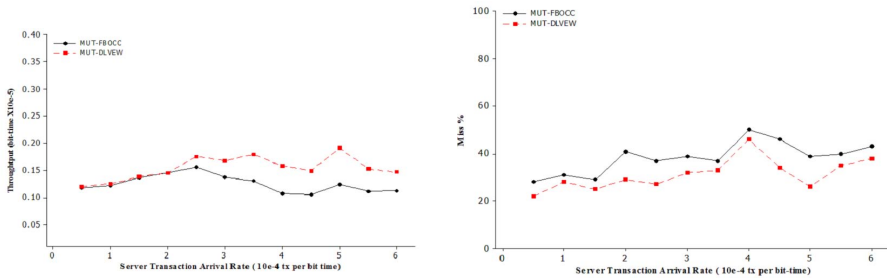 MUT-FBOCC
MUT-DLVEW
0.40
0.35
0.30
0.25
0.20
0.15
0.10
0.05
Throughput (bit-time X10e-5)
0 1 2 3 4 5 6
Server Transaction Arrival Rate ( 10e-4 tx per bit time)
MUT-FBOCC
MUT-DLVEW
100
80
60
40
20
0
Miss %
0 1 2 3 4 5 6
Server Transaction Arrival Rate ( 10e-4 tx per bit-time)